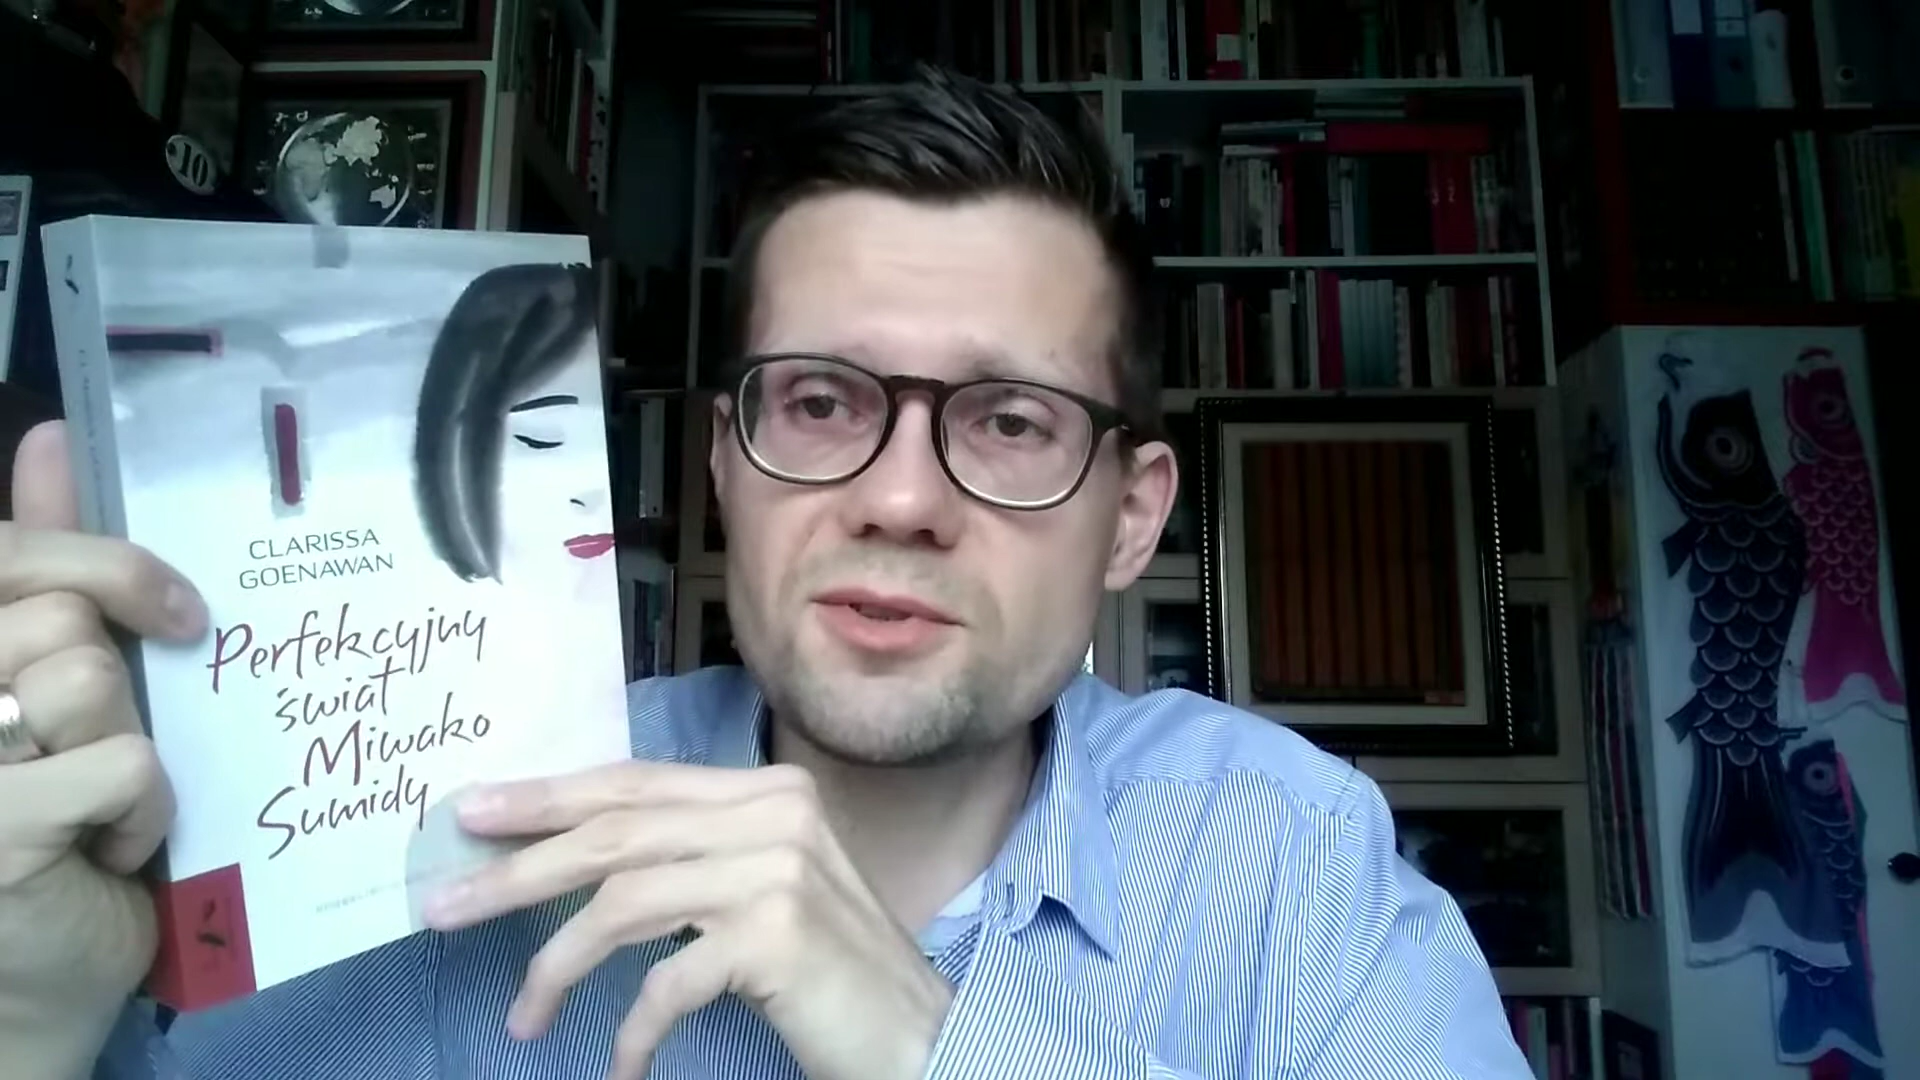 10
CLARISSA
GOENAWAN
Perfekcyjny
świat
Miwako
Sumidy